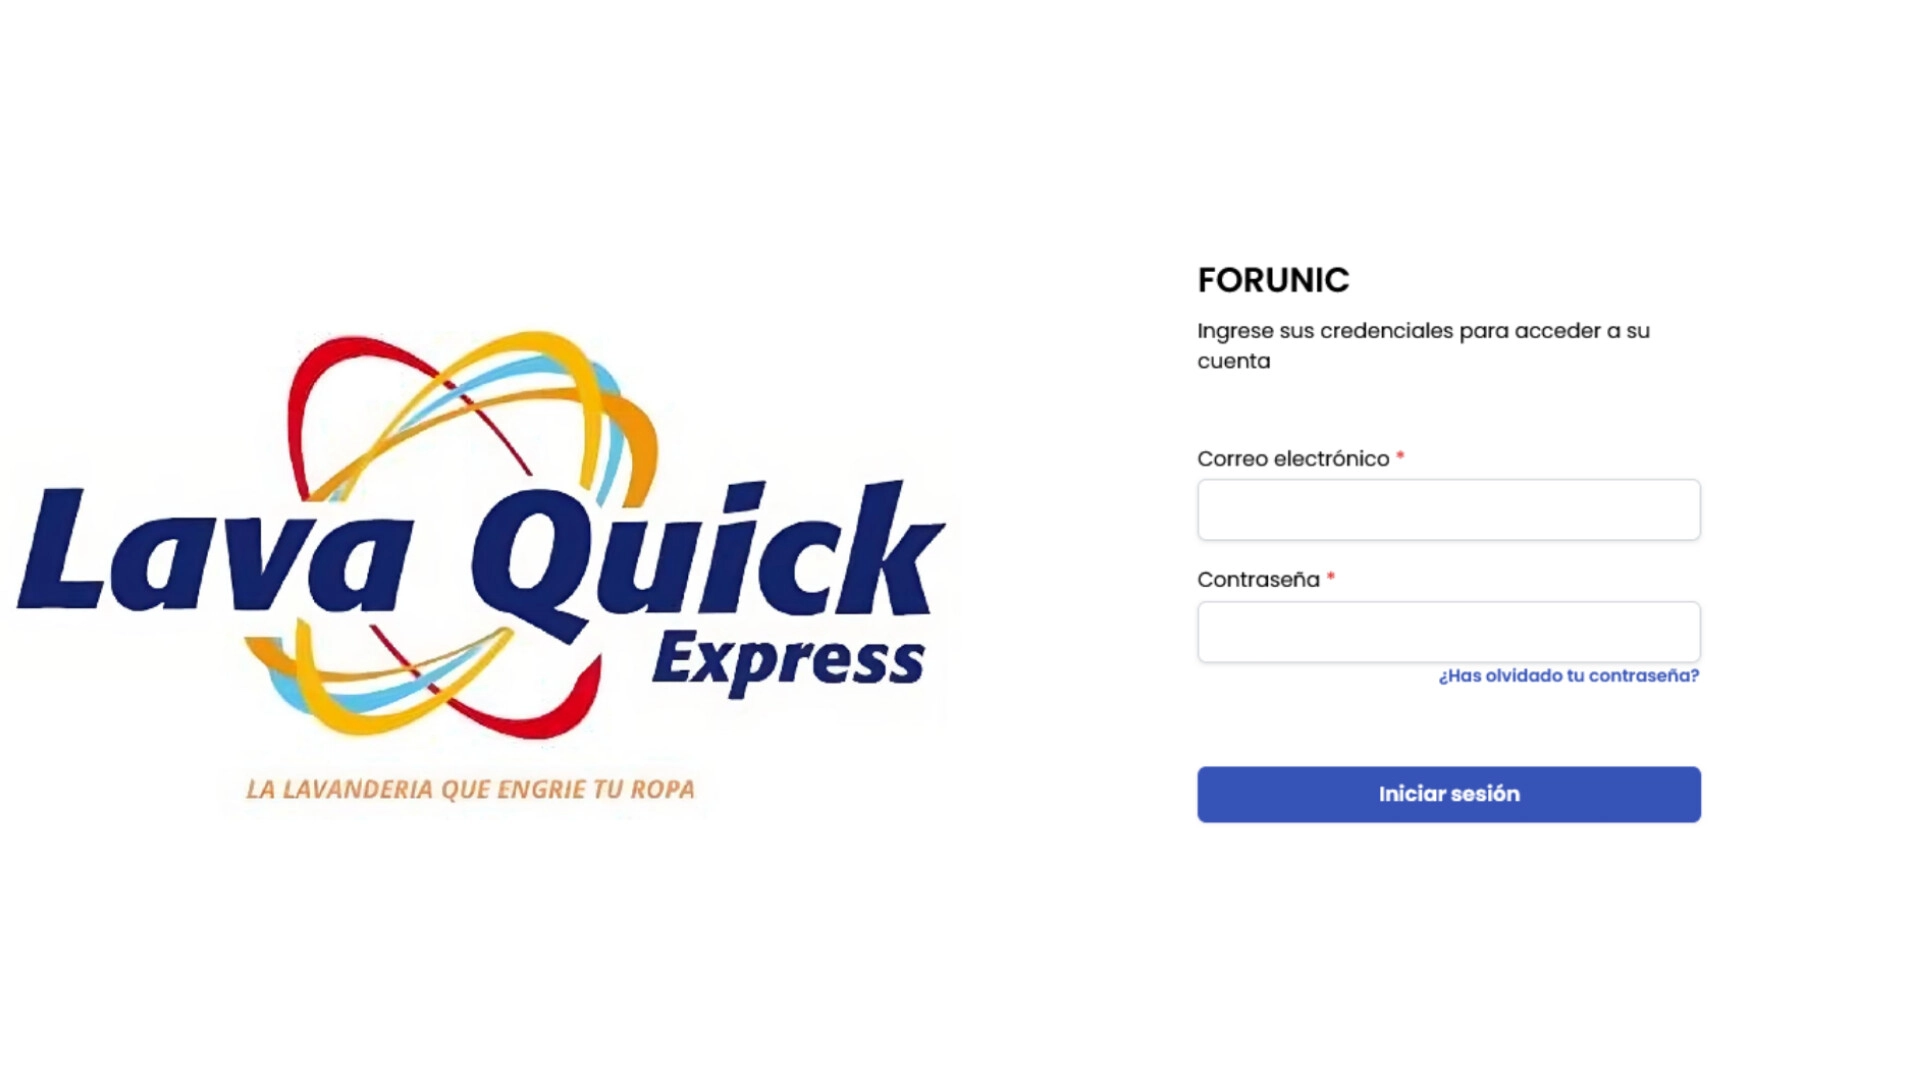 Lava Quick
Express
LA LAVANDERIA QUE ENGRIE TU ROPA
FORUNIC
Ingrese sus credenciales para acceder a su
cuenta
Correo electrónico *
Contraseña *
¿Has olvidado tu contraseña?
Iniciar sesión